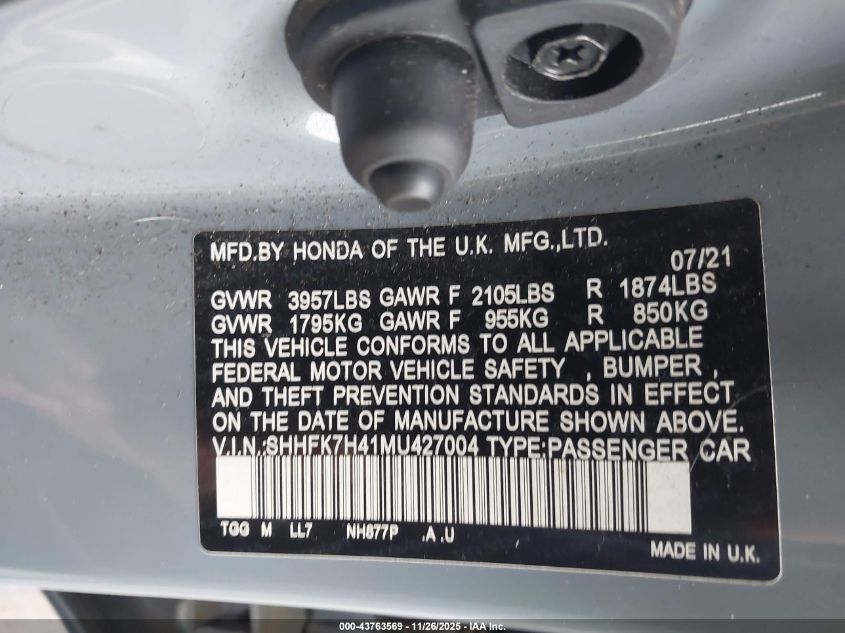 MFD.BY HONDA OF THE U.K. MFG.,LTD.
07/21
GVWR 3957LBS GAWR F 2105LBS R 1874LBS
GVWR 1795KG GAWR F 955KG R 850KG
THIS VEHICLE CONFORMS TO ALL APPLICABLE
FEDERAL MOTOR VEHICLE SAFETY , BUMPER ,
AND THEFT PREVENTION STANDARDS IN EFFECT
ON THE DATE OF MANUFACTURE SHOWN ABOVE.
V.I.N.:SHHFK7H41MU427004 TYPE:PASSENGER CAR
TGG M LL7 NH877P .A .U
MADE IN U.K.
000-43763569 - 11/26/2025 - IAA Inc.